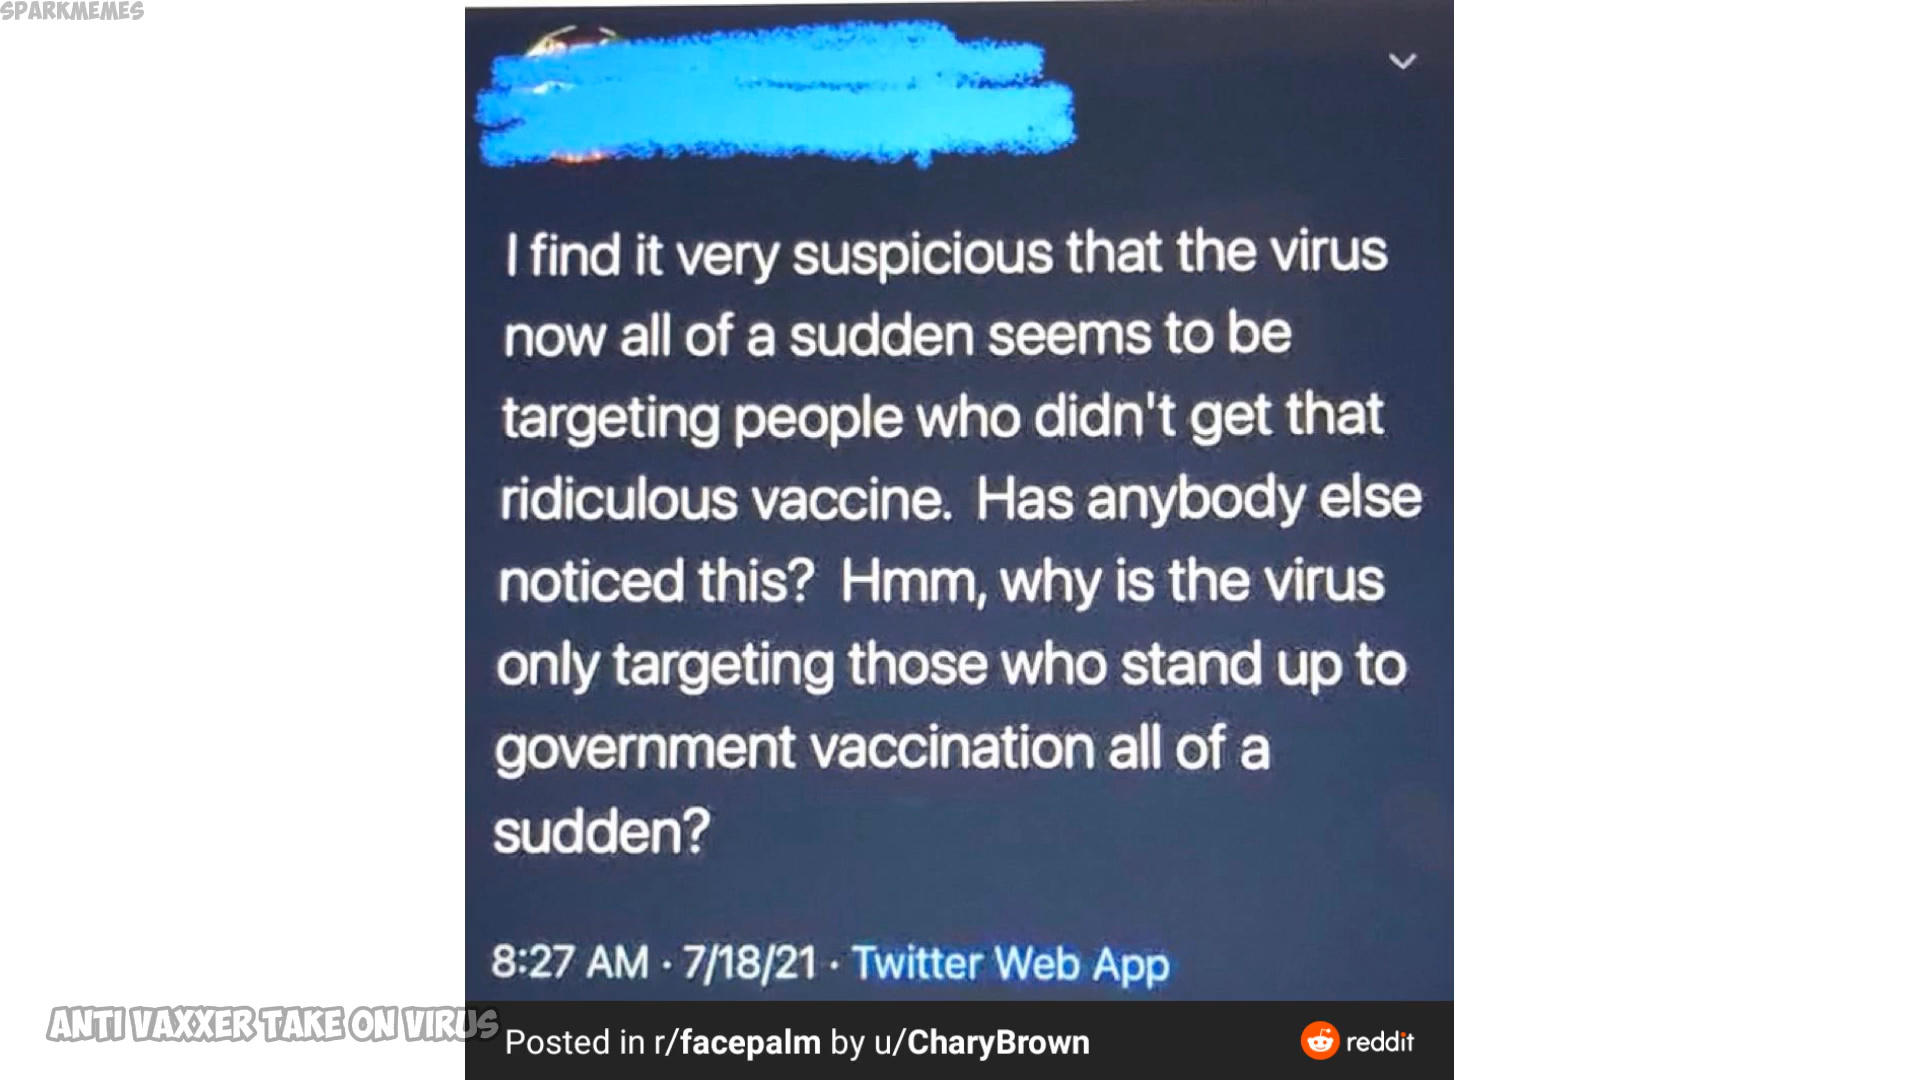 SPARKMEMES
I find it very suspicious that the virus
now all of a sudden seems to be
targeting people who didn't get that
ridiculous vaccine.  Has anybody else
noticed this?  Hmm, why is the virus
only targeting those who stand up to
government vaccination all of a
sudden?
8:27 AM · 7/18/21 · Twitter Web App
ANTI VAXXER TAKE ON VIRUS
Posted in r/facepalm by u/CharyBrown
reddit